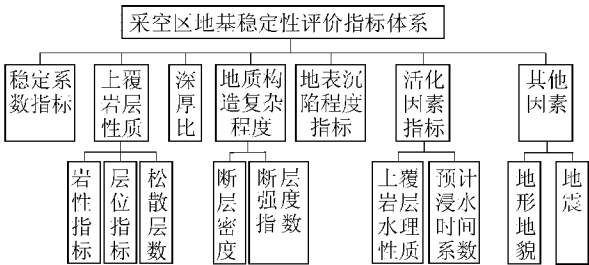 采空区地基稳定性评价指标体系
稳定系
数指标
上覆
岩层
性质
深
厚
比
地质构
造复杂
程度
地表沉
陷程度
指标
活化
因素
指标
其他
因素
岩
性
指
标
层
位
指
标
松
散
层
数
断
层
密
度
断层
强度
指数
上覆
岩层
水理
性质
预计
浸水
时间
系数
地
形
地
貌
地
震